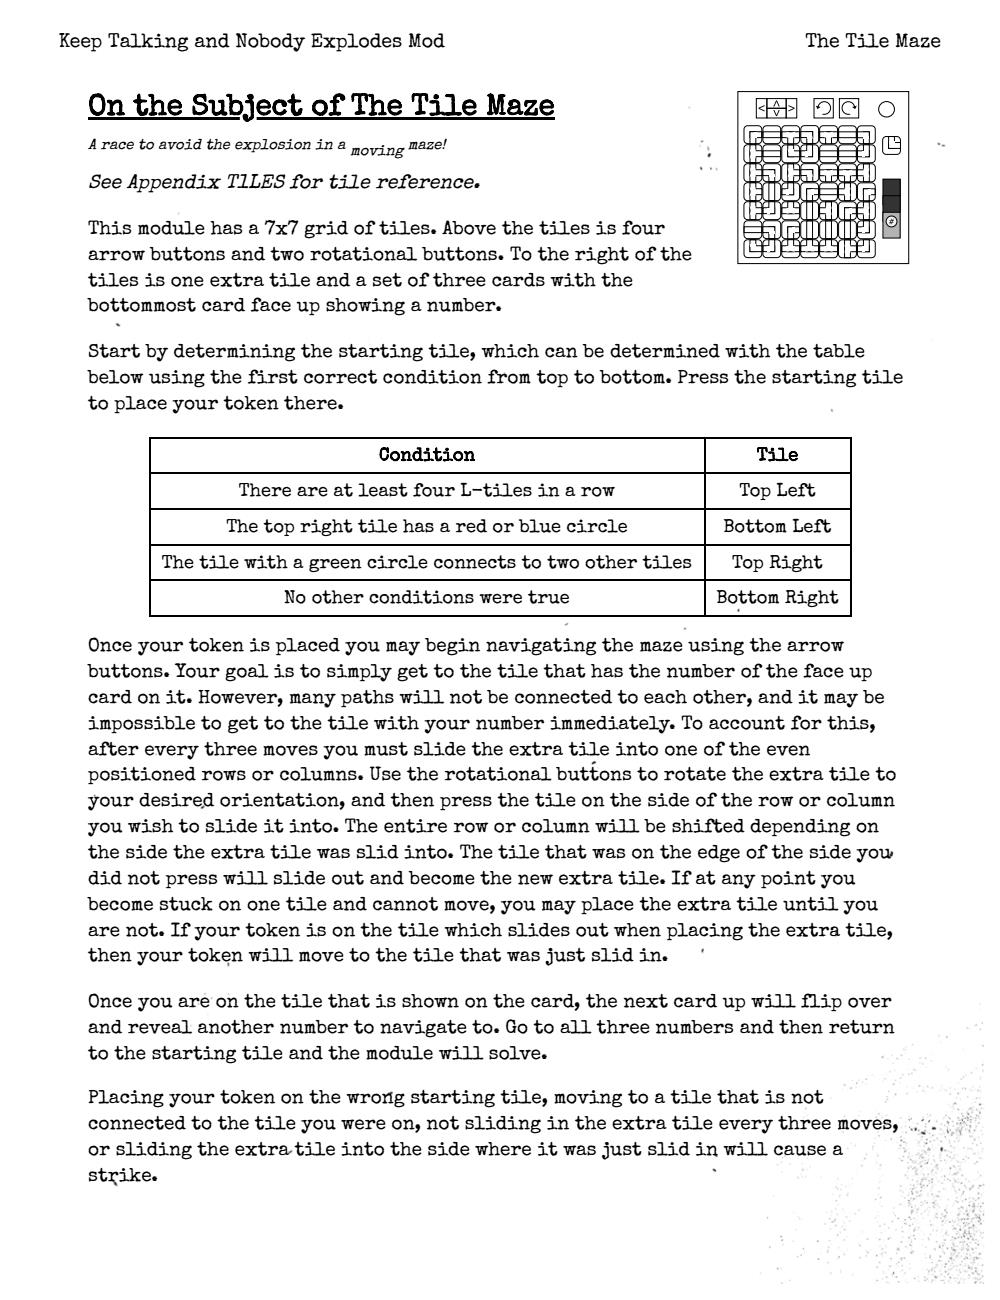 Keep Talking and Nobody Explodes Mod
The Tile Maze
On the Subject of The Tile Maze
A race to avoid the explosion in a moving maze!
See Appendix T1LES for tile reference.
This module has a 7x7 grid of tiles. Above the tiles is four
arrow buttons and two rotational buttons. To the right of the
tiles is one extra tile and a set of three cards with the
bottommost card face up showing a number.
Start by determining the starting tile, which can be determined with the table
below using the first correct condition from top to bottom. Press the starting tile
to place your token there.
Condition Tile
There are at least four L-tiles in a row Top Left
The top right tile has a red or blue circle Bottom Left
The tile with a green circle connects to two other tiles Top Right
No other conditions were true Bottom Right
Once your token is placed you may begin navigating the maze using the arrow
buttons. Your goal is to simply get to the tile that has the number of the face up
card on it. However, many paths will not be connected to each other, and it may be
impossible to get to the tile with your number immediately. To account for this,
after every three moves you must slide the extra tile into one of the even
positioned rows or columns. Use the rotational buttons to rotate the extra tile to
your desired orientation, and then press the tile on the side of the row or column
you wish to slide it into. The entire row or column will be shifted depending on
the side the extra tile was slid into. The tile that was on the edge of the side you
did not press will slide out and become the new extra tile. If at any point you
become stuck on one tile and cannot move, you may place the extra tile until you
are not. If your token is on the tile which slides out when placing the extra tile,
then your token will move to the tile that was just slid in.
Once you are on the tile that is shown on the card, the next card up will flip over
and reveal another number to navigate to. Go to all three numbers and then return
to the starting tile and the module will solve.
Placing your token on the wrong starting tile, moving to a tile that is not
connected to the tile you were on, not sliding in the extra tile every three moves,
or sliding the extra tile into the side where it was just slid in will cause a
strike.
#